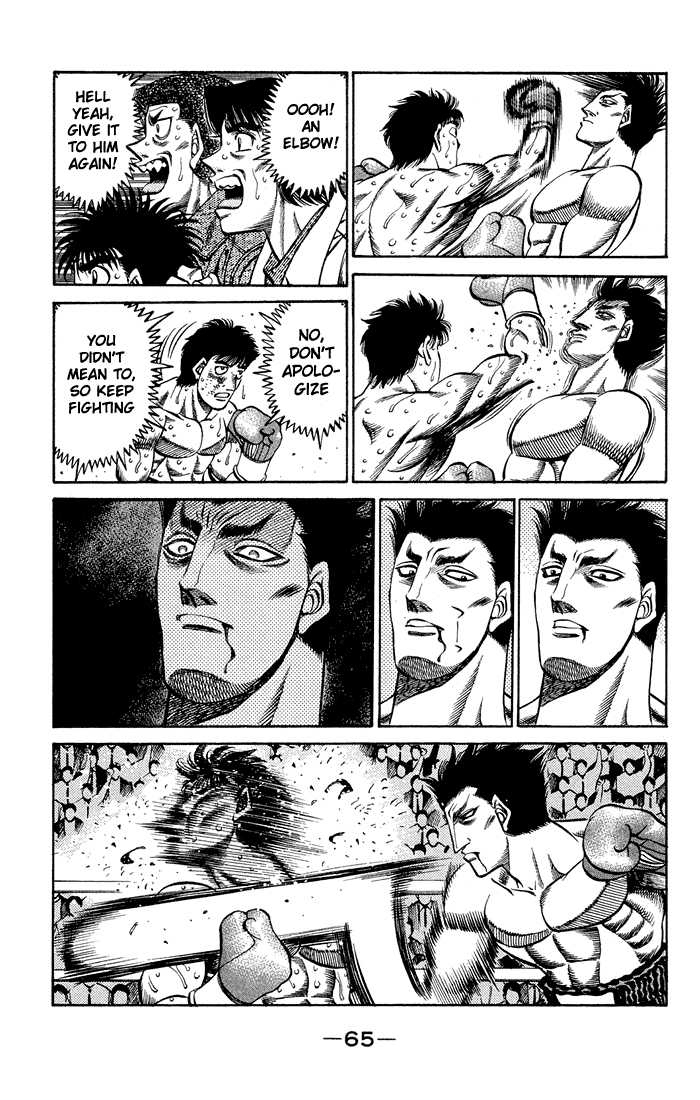 OOOH!
AN
ELBOW!
HELL
YEAH,
GIVE IT
TO HIM
AGAIN!
NO,
DON'T
APOLO-
GIZE
YOU
DIDN'T
MEAN TO,
SO KEEP
FIGHTING
—65—